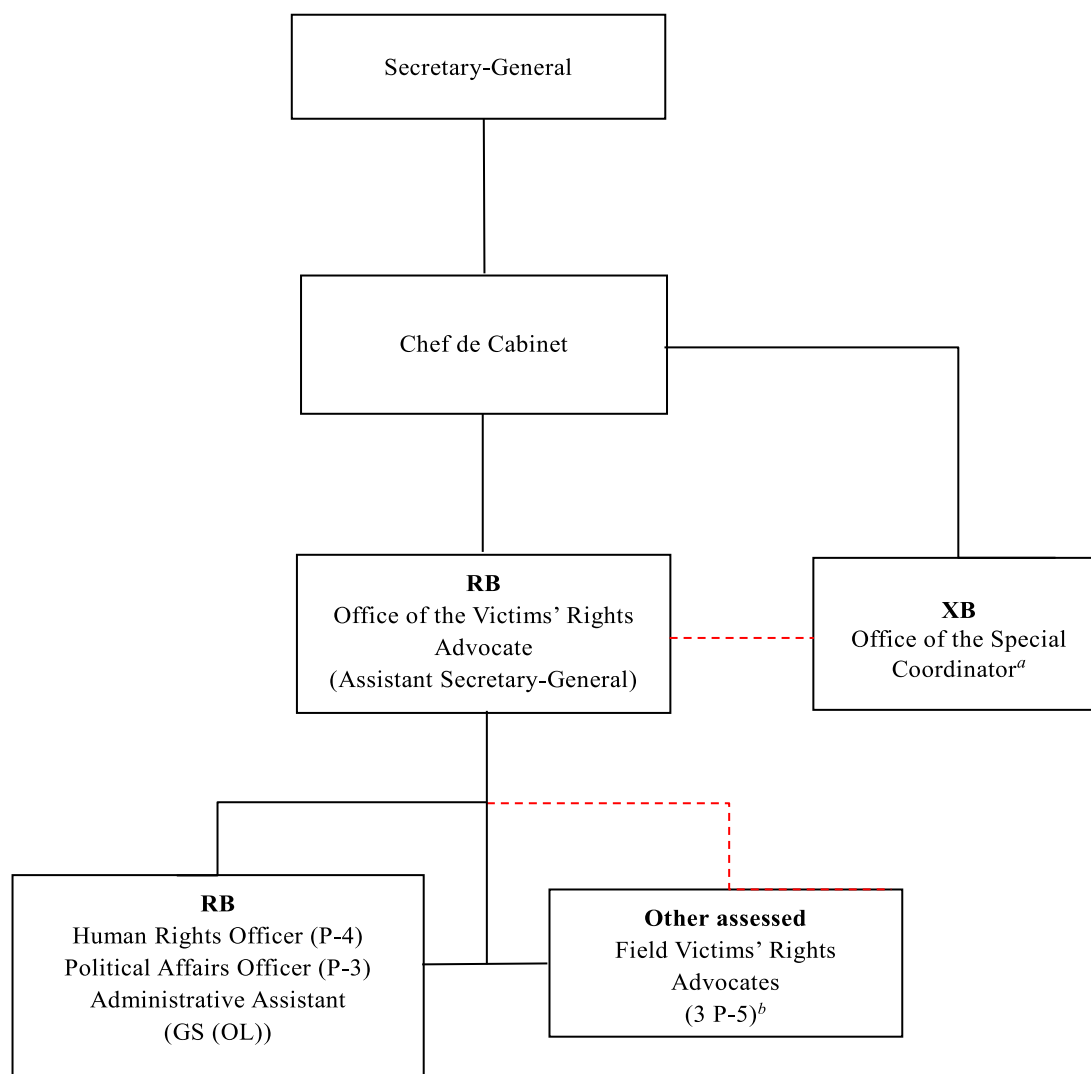 Secretary-General
Chef de Cabinet
RB
Office of the Victims’ Rights
Advocate
(Assistant Secretary-General)
XB
Office of the Special
Coordinatorᵃ
RB
Human Rights Officer (P-4)
Political Affairs Officer (P-3)
Administrative Assistant
(GS (OL))
Other assessed
Field Victims’ Rights
Advocates
(3 P-5)ᵇ